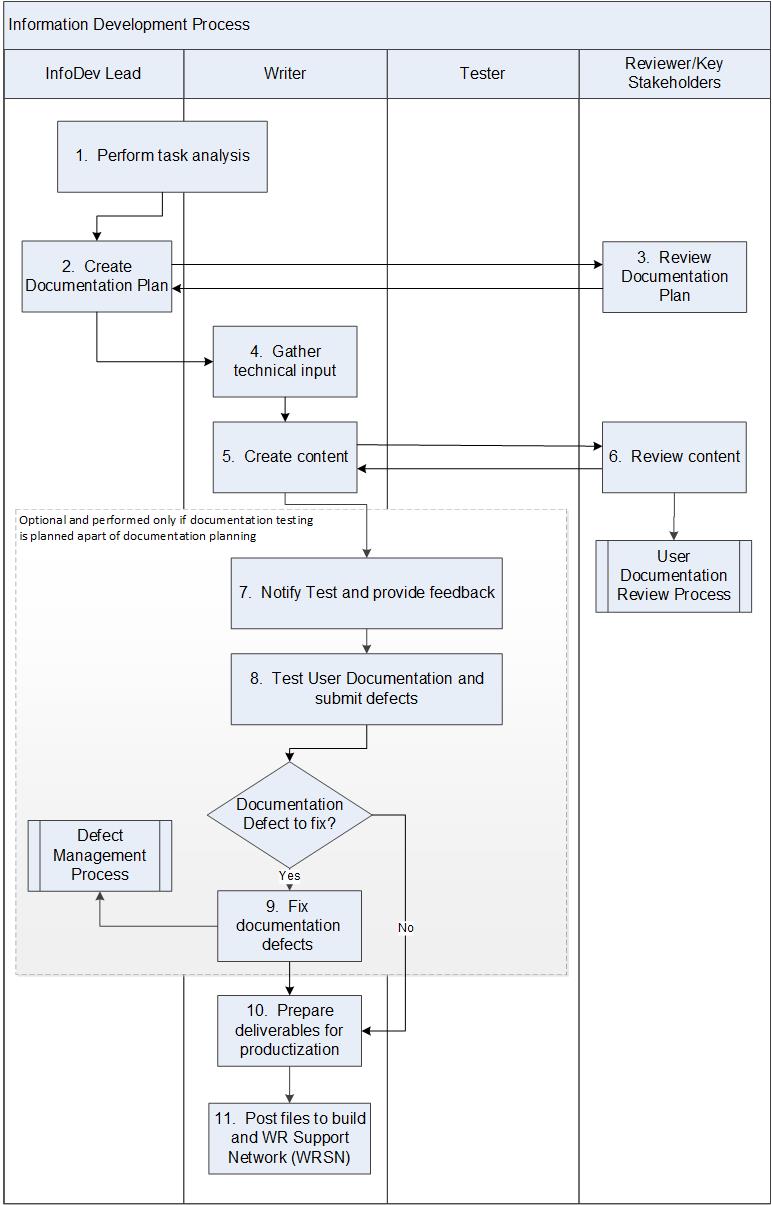 Information Development Process
InfoDev Lead
Writer
Tester
Reviewer/Key
Stakeholders
1.  Perform task analysis
2.  Create
Documentation Plan
3.  Review
Documentation
Plan
4.  Gather
technical input
5.  Create content
6.  Review content
Optional and performed only if documentation testing
is planned apart of documentation planning
User
Documentation
Review Process
7.  Notify Test and provide feedback
8.  Test User Documentation and
submit defects
Documentation
Defect to fix?
Defect
Management
Process
Yes
9.  Fix
documentation
defects
No
10.  Prepare
deliverables for
productization
11.  Post files to build
and WR Support
Network (WRSN)